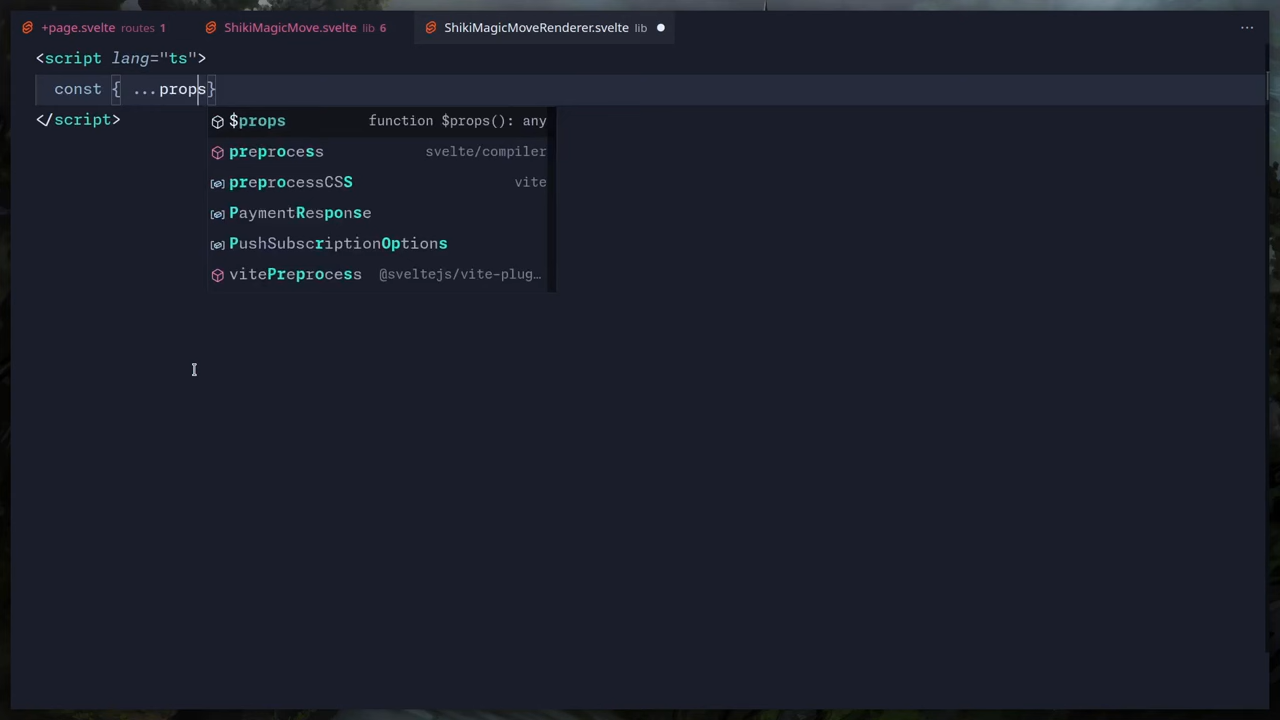 +page.svelte routes 1 ShikiMagicMove.svelte lib 6 ShikiMagicMoveRenderer.svelte lib
<script lang="ts">
const { ...props}
</script>
$props function $props(): any
preprocess svelte/compiler
preprocessCSS vite
PaymentResponse
PushSubscriptionOptions
vitePreprocess @sveltejs/vite-plug…